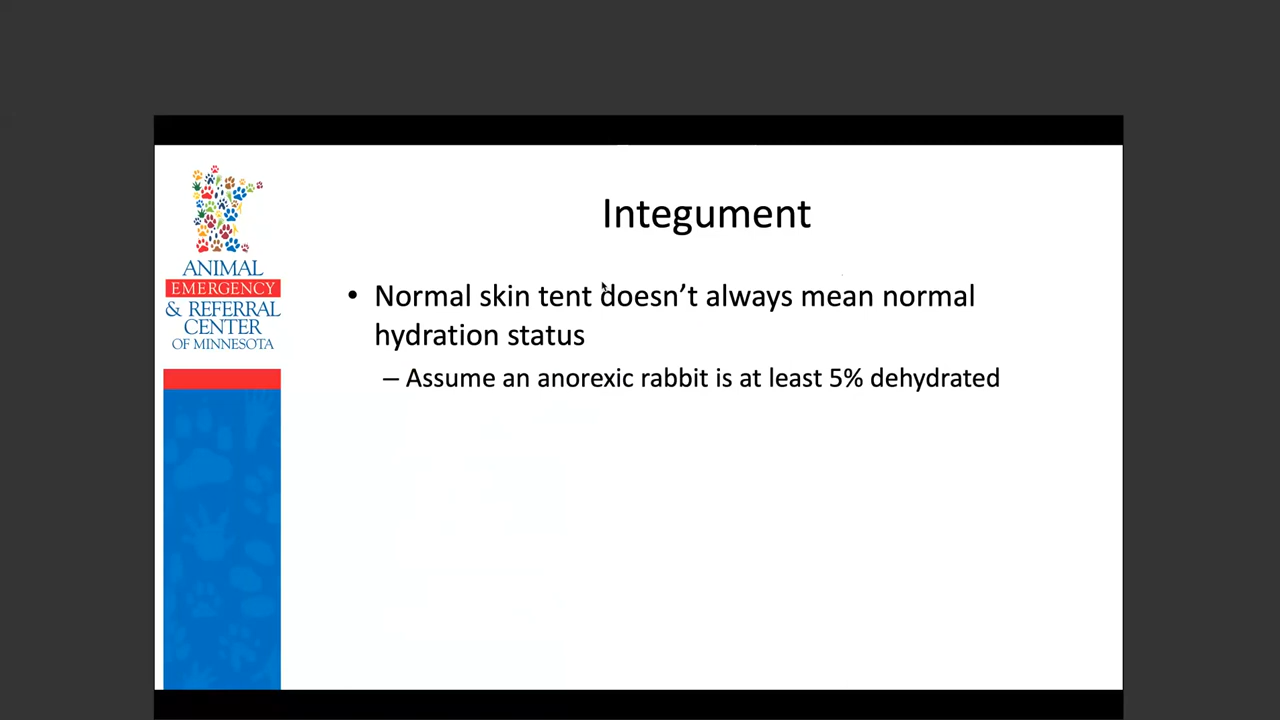 Integument
• Normal skin tent doesn’t always mean normal
hydration status
– Assume an anorexic rabbit is at least 5% dehydrated
ANIMAL
EMERGENCY
& REFERRAL
CENTER
OF MINNESOTA